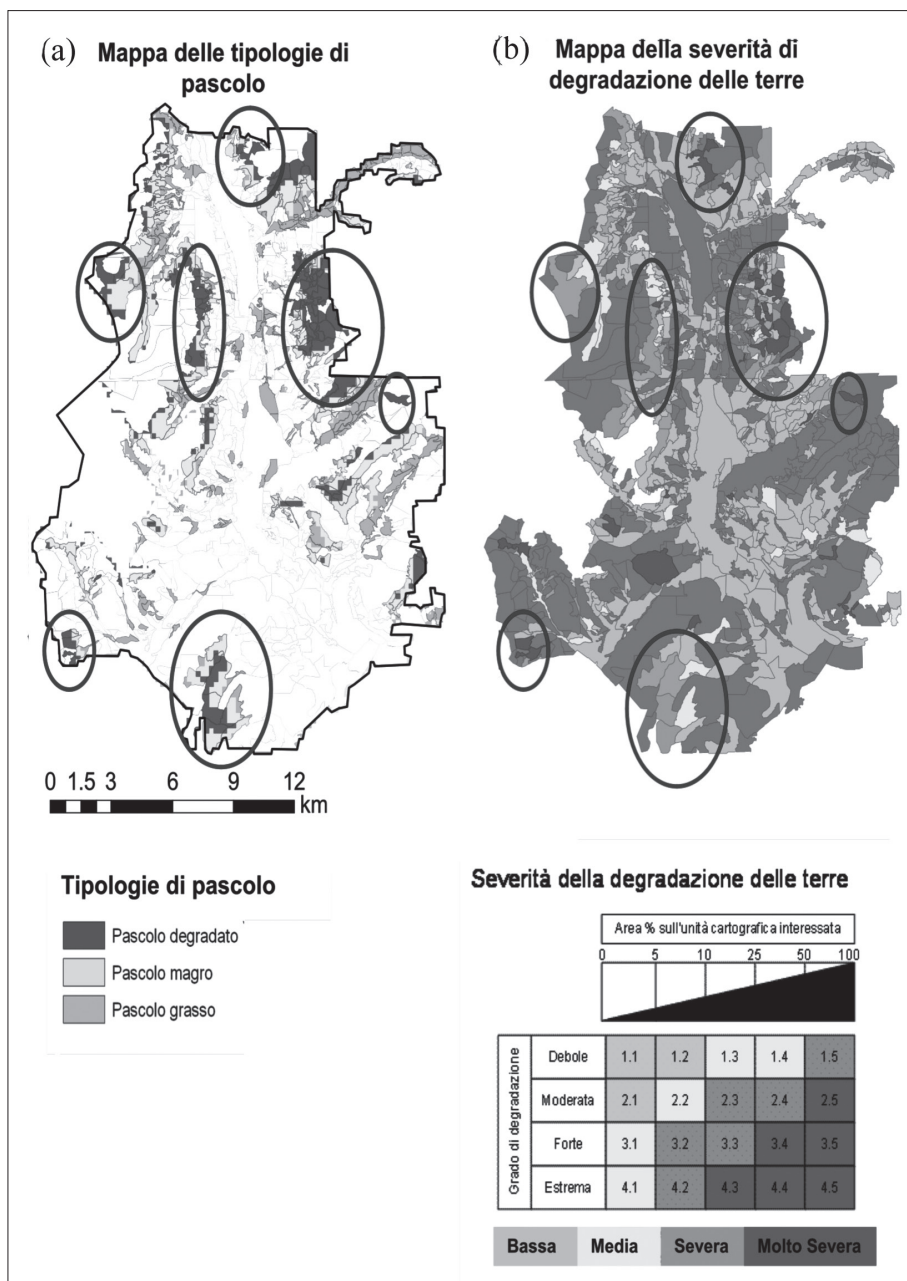 (a) Mappa delle tipologie di
pascolo
(b) Mappa della severità di
degradazione delle terre
0 1.5 3 6 9 12
km
Tipologie di pascolo
Pascolo degradato
Pascolo magro
Pascolo grasso
Severità della degradazione delle terre
Area % sull'unità cartografica interessata
0 5 10 25 50 100
Grado di degradazione
Debole 1.1 1.2 1.3 1.4 1.5
Moderata 2.1 2.2 2.3 2.4 2.5
Forte 3.1 3.2 3.3 3.4 3.5
Estrema 4.1 4.2 4.3 4.4 4.5
Bassa Media Severa Molto Severa